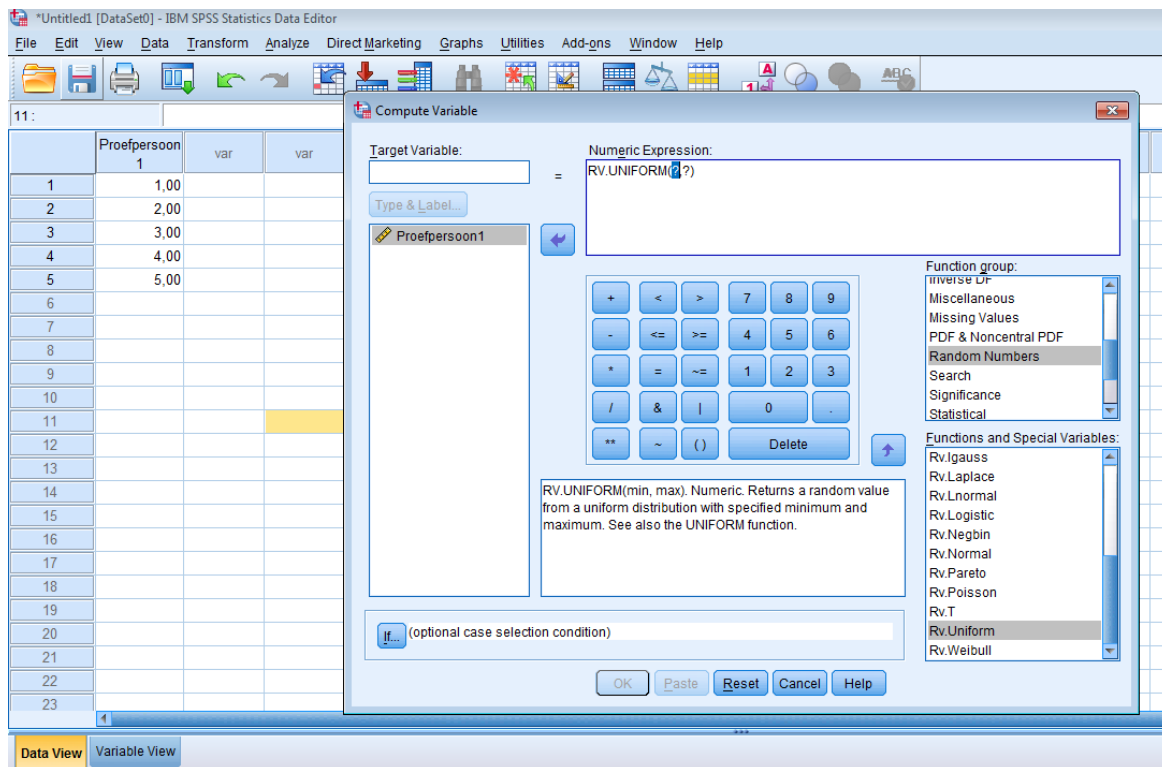 *Untitled1 [DataSet0] - IBM SPSS Statistics Data Editor
File Edit View Data Transform Analyze Direct Marketing Graphs Utilities Add-ons Window Help
A
1
ABC
11 :
Proefpersoon
1
var
var
1 1,00
2 2,00
3 3,00
4 4,00
5 5,00
6
7
8
9
10
11
12
13
14
15
16
17
18
19
20
21
22
23
Data View Variable View
Compute Variable
Target Variable:
=
Type & Label...
Proefpersoon1
Numeric Expression:
RV.UNIFORM(?,?)
+ < > 7 8 9
- <= >= 4 5 6
* = ~= 1 2 3
/ & | 0 .
** ~ ( ) Delete
Function group:
Inverse DF
Miscellaneous
Missing Values
PDF & Noncentral PDF
Random Numbers
Search
Significance
Statistical
Functions and Special Variables:
Rv.Igauss
Rv.Laplace
Rv.Lnormal
Rv.Logistic
Rv.Negbin
Rv.Normal
Rv.Pareto
Rv.Poisson
Rv.T
Rv.Uniform
Rv.Weibull
RV.UNIFORM(min, max). Numeric. Returns a random value
from a uniform distribution with specified minimum and
maximum. See also the UNIFORM function.
If... (optional case selection condition)
OK Paste Reset Cancel Help